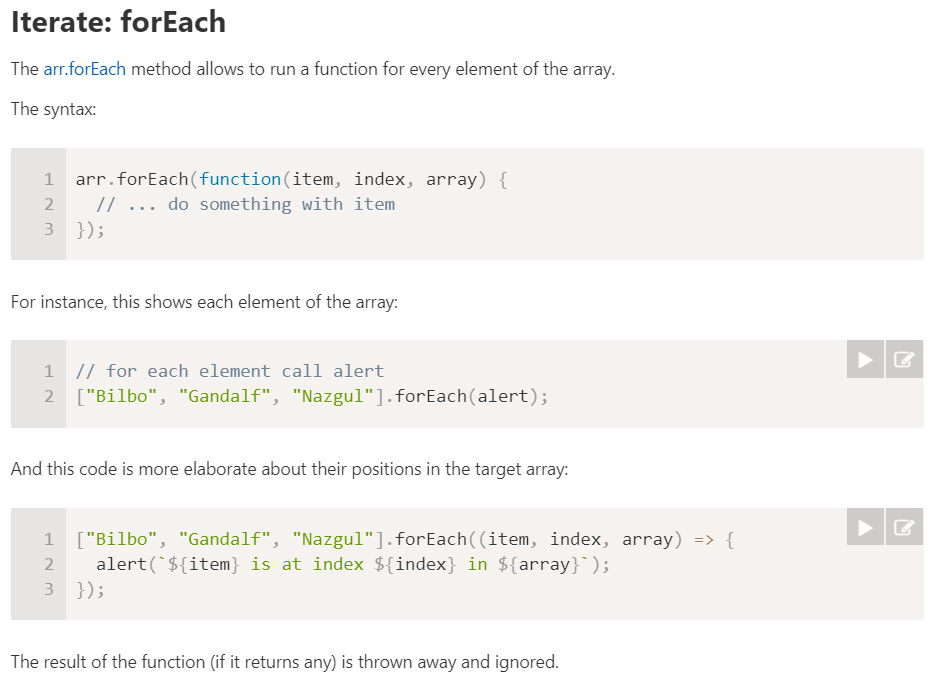 Iterate: forEach
The arr.forEach method allows to run a function for every element of the array.
The syntax:
1 arr.forEach(function(item, index, array) {
2   // ... do something with item
3 });
For instance, this shows each element of the array:
1 // for each element call alert
2 ["Bilbo", "Gandalf", "Nazgul"].forEach(alert);
And this code is more elaborate about their positions in the target array:
1 ["Bilbo", "Gandalf", "Nazgul"].forEach((item, index, array) => {
2   alert(`${item} is at index ${index} in ${array}`);
3 });
The result of the function (if it returns any) is thrown away and ignored.